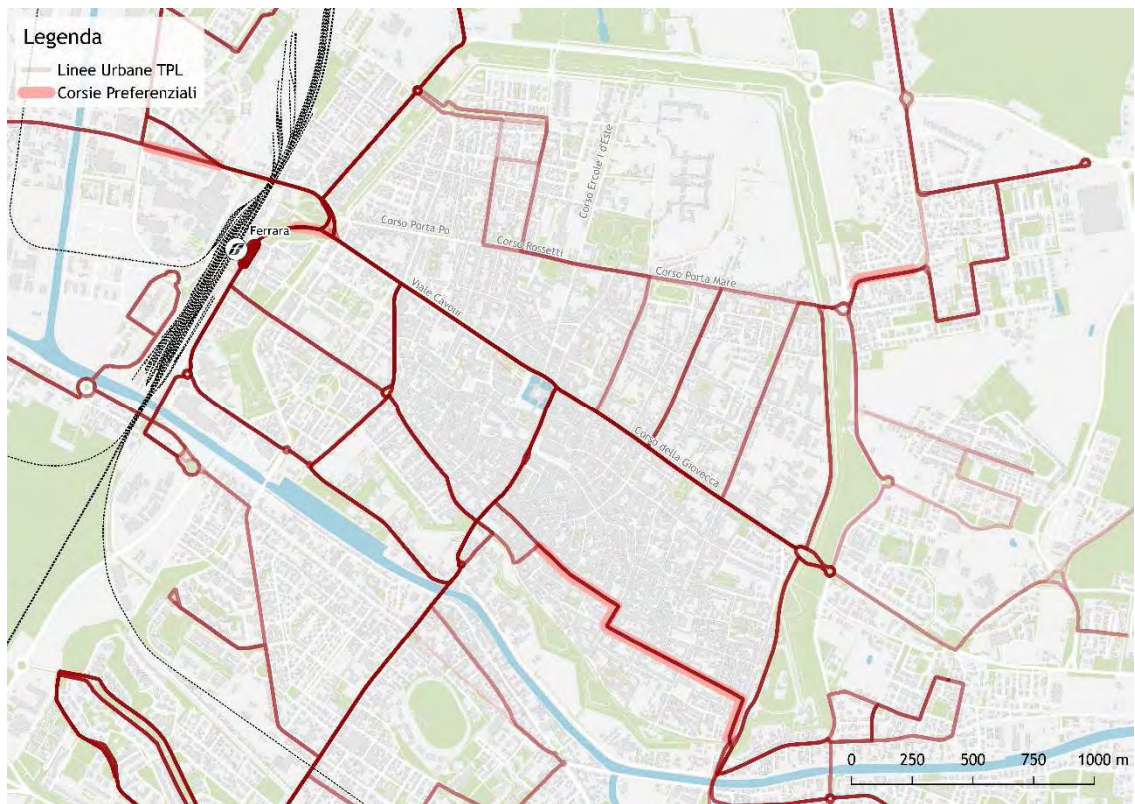 Legenda
Linee Urbane TPL
Corsie Preferenziali
Corso Ercole I d'Este
Ferrara
Corso Porta Po
Corso Rossetti
Corso Porta Mare
Viale Cavour
Corso della Giovecca
0 250 500 750 1000 m